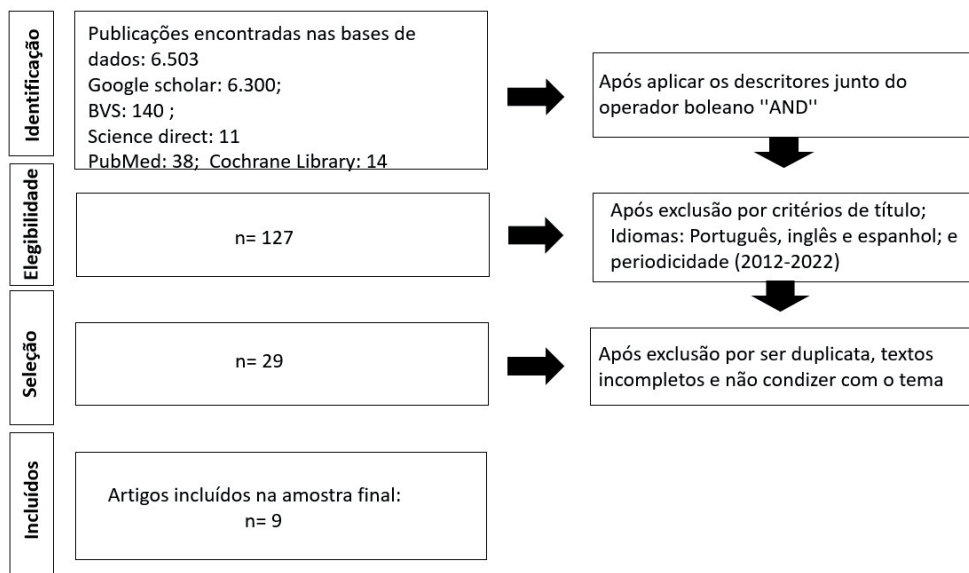 Identificação
Publicações encontradas nas bases de
dados: 6.503
Google scholar: 6.300;
BVS: 140 ;
Science direct: 11
PubMed: 38;  Cochrane Library: 14
Após aplicar os descritores junto do
operador boleano ''AND''
Elegibilidade
n= 127
Após exclusão por critérios de título;
Idiomas: Português, inglês e espanhol; e
periodicidade (2012-2022)
Seleção
n= 29
Após exclusão por ser duplicata, textos
incompletos e não condizer com o tema
Incluídos
Artigos incluídos na amostra final:
n= 9